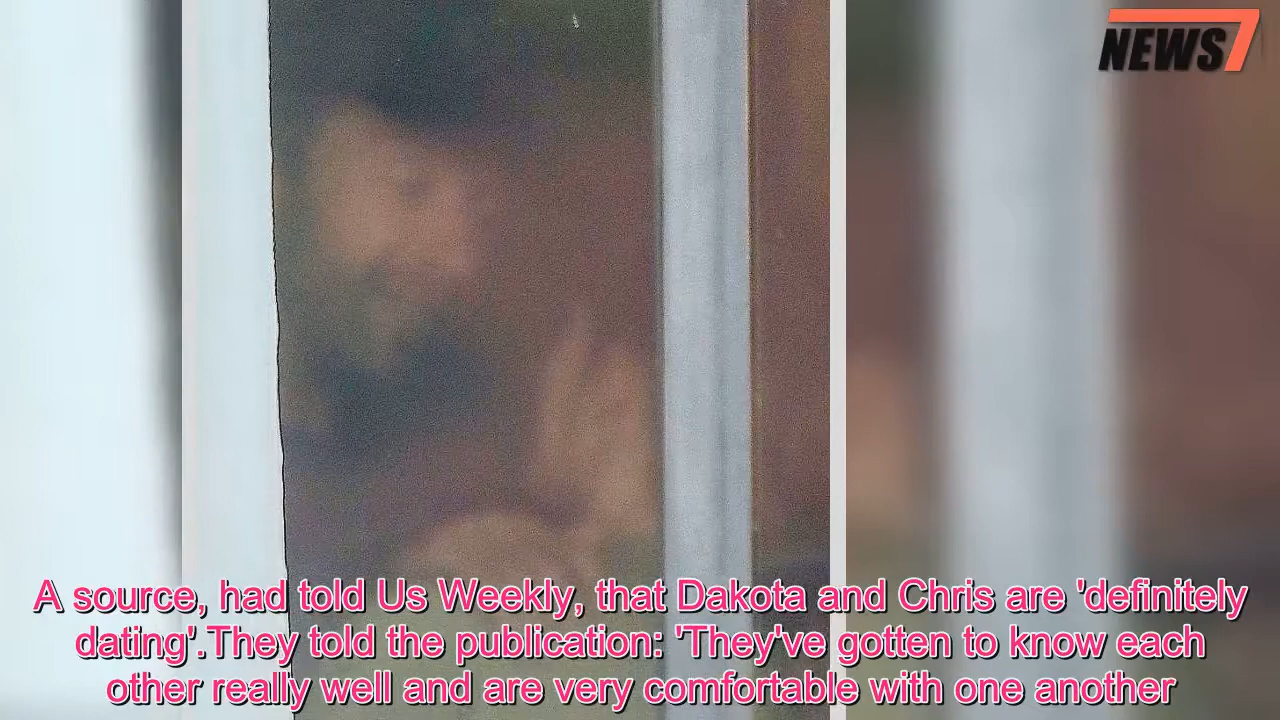 NEWS7
A source, had told Us Weekly, that Dakota and Chris are 'definitely
dating'.They told the publication: 'They've gotten to know each
other really well and are very comfortable with one another